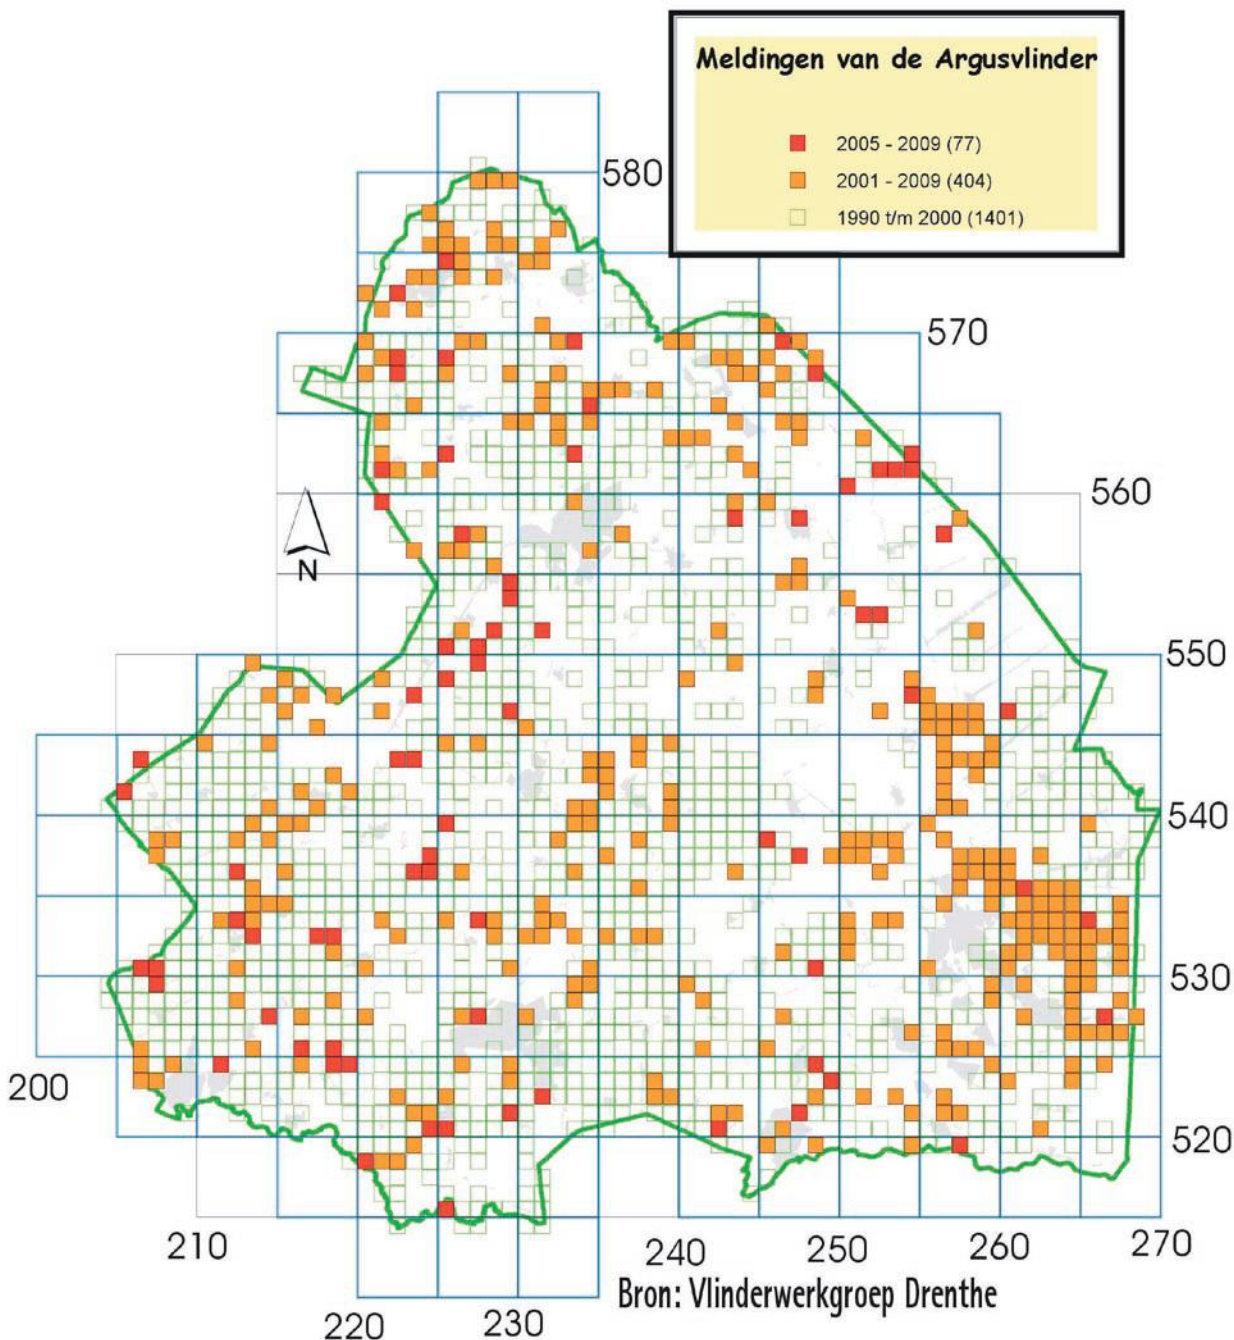 Meldingen van de Argusvlinder
2005 - 2009 (77)
2001 - 2009 (404)
1990 t/m 2000 (1401)
580
570
560
N
550
540
530
200
520
210
240
250
260
270
Bron: Vlinderwerkgroep Drenthe
220
230